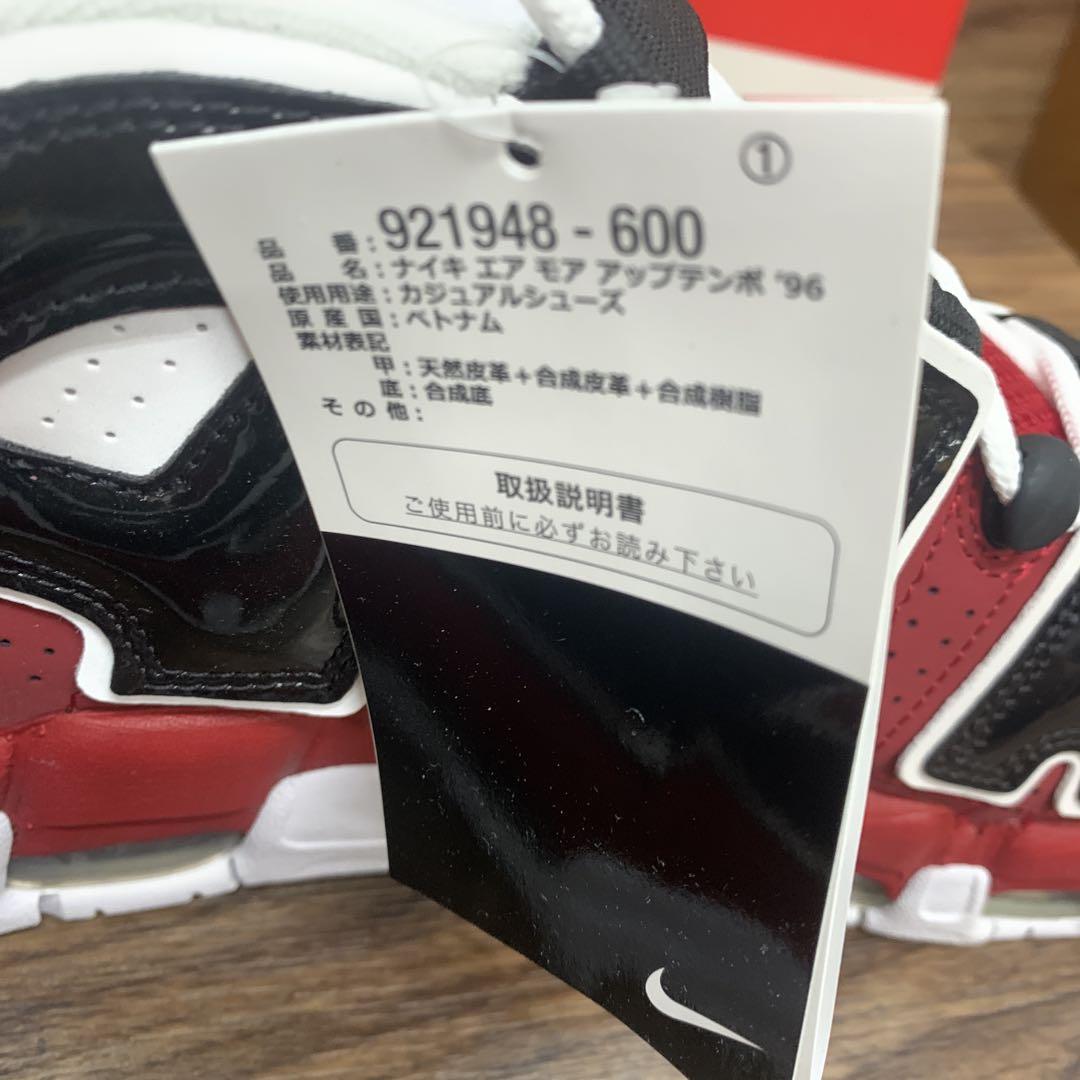 ①
品番：921948 - 600
品名：ナイキ エア モア アップテンポ '96
使用用途：カジュアルシューズ
原産国：ベトナム
素材表記
甲：天然皮革＋合成皮革＋合成樹脂
底：合成底
その他：
取扱説明書
ご使用前に必ずお読み下さい